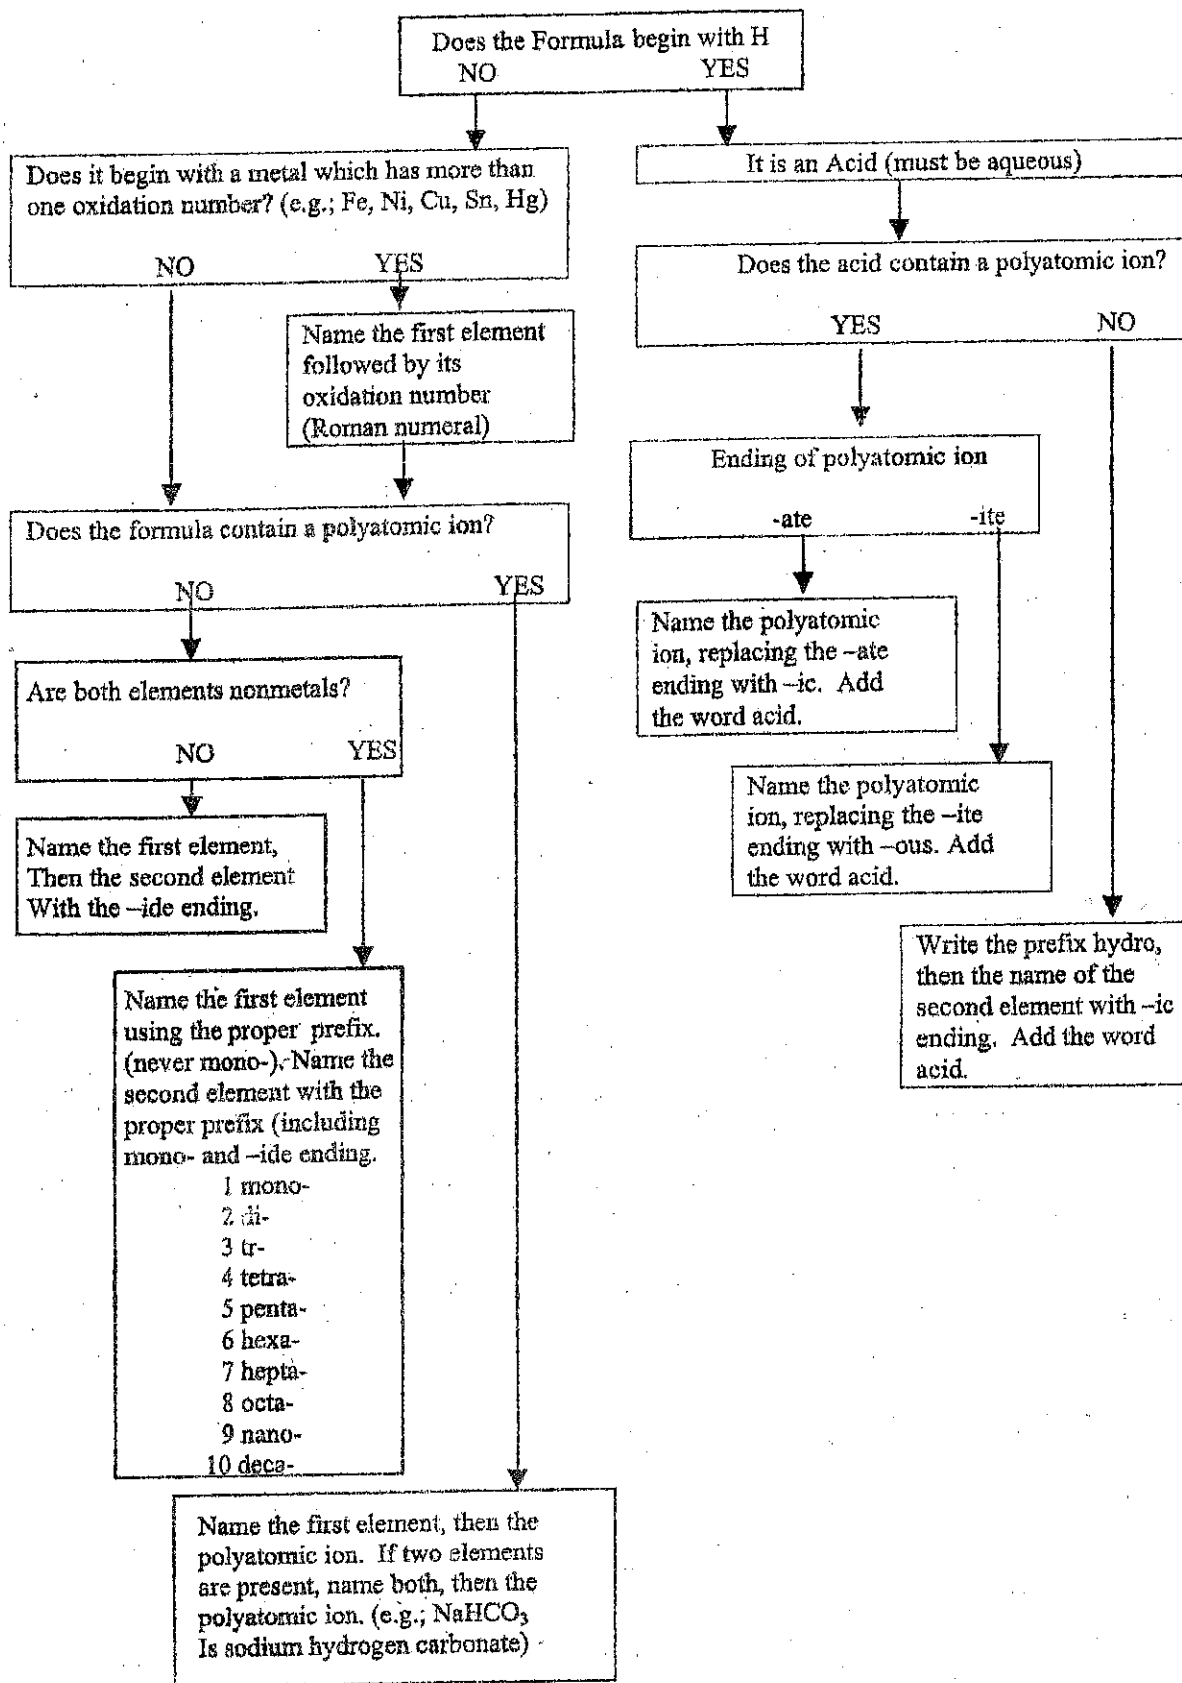 Does the Formula begin with H
NO YES
Does it begin with a metal which has more than
one oxidation number? (e.g.; Fe, Ni, Cu, Sn, Hg)
NO YES
Name the first element
followed by its
oxidation number
(Roman numeral)
Does the formula contain a polyatomic ion?
NO YES
Are both elements nonmetals?
NO YES
Name the first element,
Then the second element
With the –ide ending.
Name the first element
using the proper prefix.
(never mono-). Name the
second element with the
proper prefix (including
mono- and –ide ending.
1 mono-
2 di-
3 tr-
4 tetra-
5 penta-
6 hexa-
7 hepta-
8 octa-
9 nano-
10 deca-
Name the first element, then the
polyatomic ion. If two elements
are present, name both, then the
polyatomic ion. (e.g.; NaHCO₃
Is sodium hydrogen carbonate)
It is an Acid (must be aqueous)
Does the acid contain a polyatomic ion?
YES NO
Ending of polyatomic ion
-ate -ite
Name the polyatomic
ion, replacing the –ate
ending with –ic. Add
the word acid.
Name the polyatomic
ion, replacing the –ite
ending with –ous. Add
the word acid.
Write the prefix hydro,
then the name of the
second element with –ic
ending. Add the word
acid.